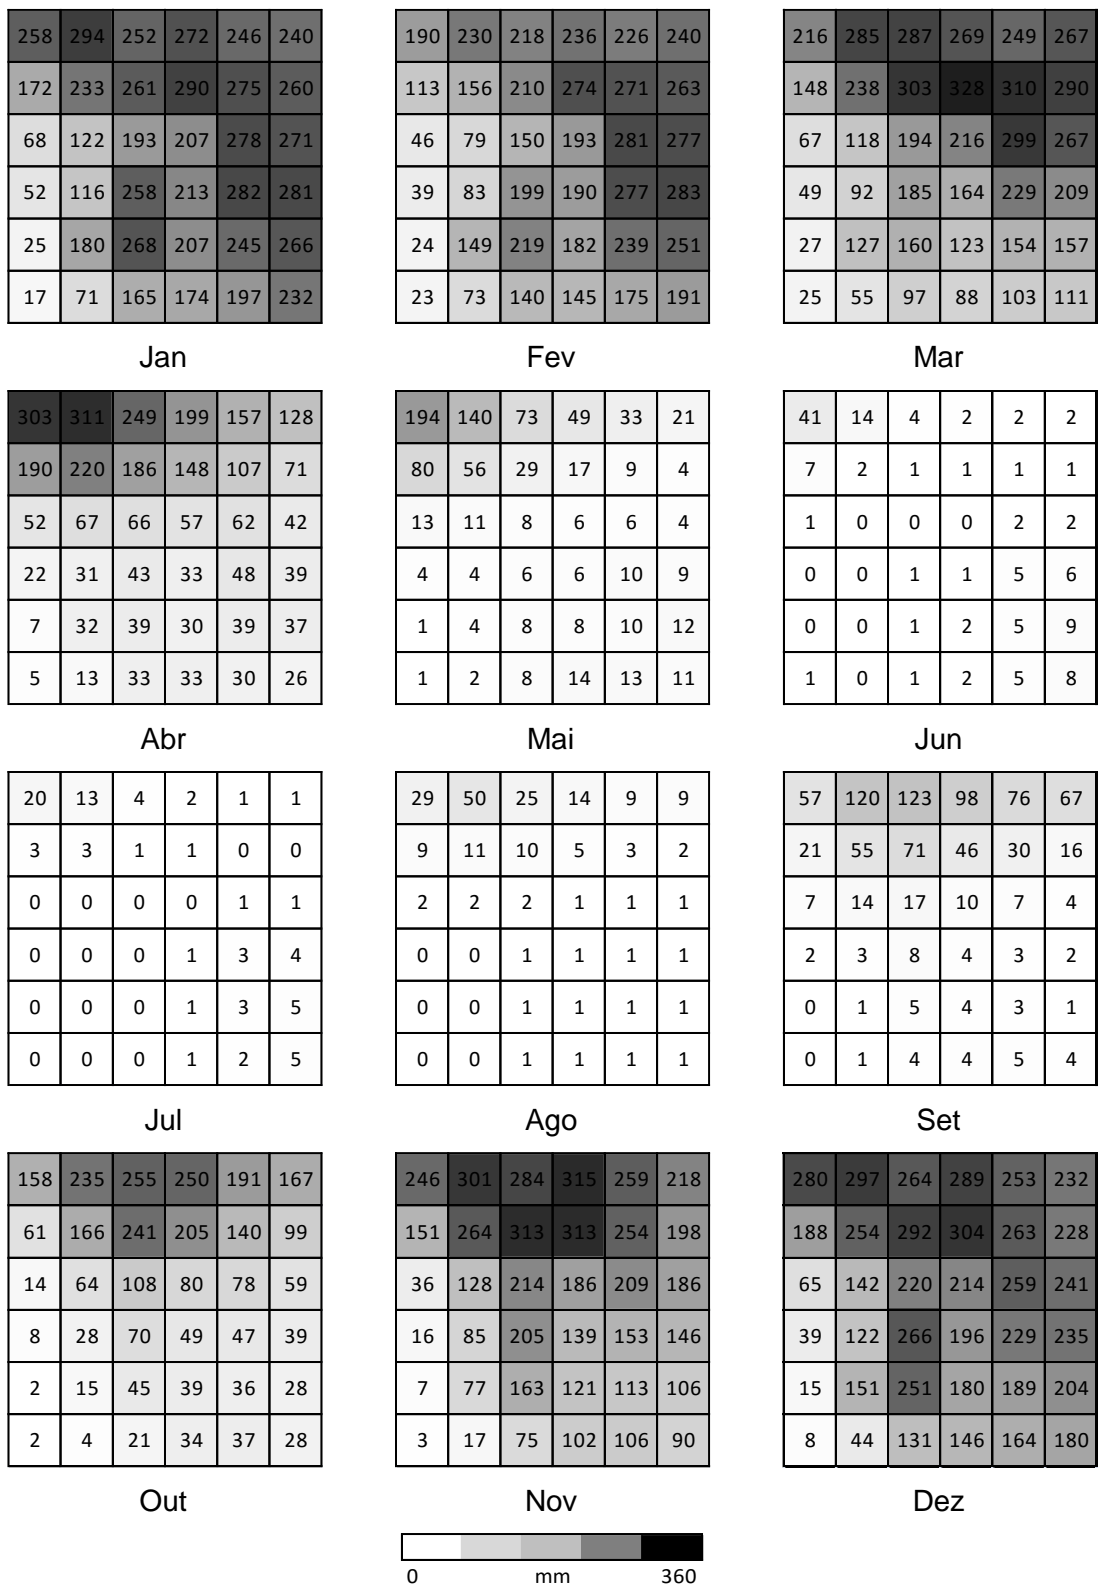 258 294 252 272 246 240 190 230 218 236 226 240 216 285 287 269 249 267
172 233 261 290 275 260 113 156 210 274 271 263 148 238 303 328 310 290
68 122 193 207 278 271 46 79 150 193 281 277 67 118 194 216 299 267
52 116 258 213 282 281 39 83 199 190 277 283 49 92 185 164 229 209
25 180 268 207 245 266 24 149 219 182 239 251 27 127 160 123 154 157
17 71 165 174 197 232 23 73 140 145 175 191 25 55 97 88 103 111
Jan Fev Mar
303 311 249 199 157 128 194 140 73 49 33 21 41 14 4 2 2 2
190 220 186 148 107 71 80 56 29 17 9 4 7 2 1 1 1 1
52 67 66 57 62 42 13 11 8 6 6 4 1 0 0 0 2 2
22 31 43 33 48 39 4 4 6 6 10 9 0 0 1 1 5 6
7 32 39 30 39 37 1 4 8 8 10 12 0 0 1 2 5 9
5 13 33 33 30 26 1 2 8 14 13 11 1 0 1 2 5 8
Abr Mai Jun
20 13 4 2 1 1 29 50 25 14 9 9 57 120 123 98 76 67
3 3 1 1 0 0 9 11 10 5 3 2 21 55 71 46 30 16
0 0 0 0 1 1 2 2 2 1 1 1 7 14 17 10 7 4
0 0 0 1 3 4 0 0 1 1 1 1 2 3 8 4 3 2
0 0 0 1 3 5 0 0 1 1 1 1 0 1 5 4 3 1
0 0 0 1 2 5 0 0 1 1 1 1 0 1 4 4 5 4
Jul Ago Set
158 235 255 250 191 167 246 301 284 315 259 218 280 297 264 289 253 232
61 166 241 205 140 99 151 264 313 313 254 198 188 254 292 304 263 228
14 64 108 80 78 59 36 128 214 186 209 186 65 142 220 214 259 241
8 28 70 49 47 39 16 85 205 139 153 146 39 122 266 196 229 235
2 15 45 39 36 28 7 77 163 121 113 106 15 151 251 180 189 204
2 4 21 34 37 28 3 17 75 102 106 90 8 44 131 146 164 180
Out Nov Dez
0 mm 360